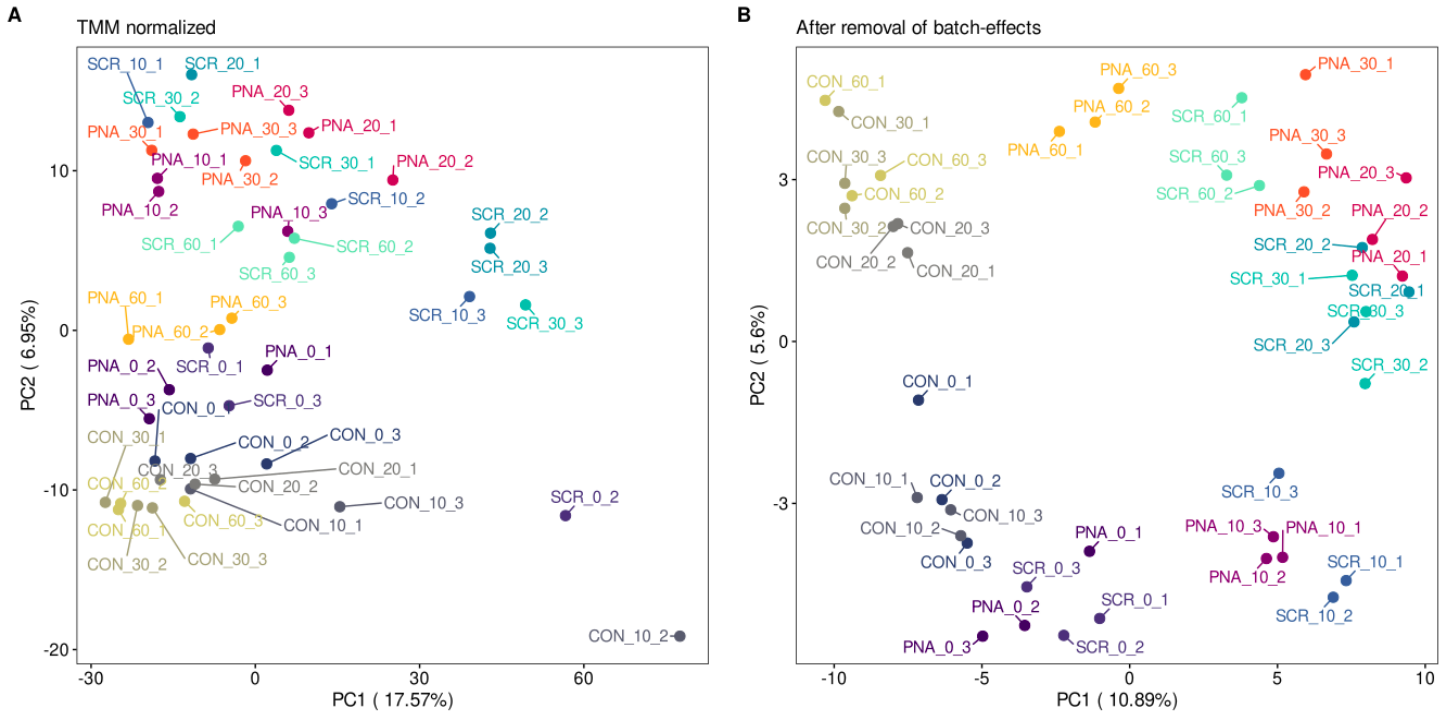 A
TMM normalized
SCR_10_1
SCR_20_1
SCR_30_2
PNA_20_3
PNA_30_1
PNA_30_3
PNA_20_1
PNA_10_1
SCR_30_1
PNA_20_2
PNA_30_2
PNA_10_2
PNA_10_3
SCR_10_2
SCR_60_1
SCR_60_2
SCR_20_2
SCR_60_3
SCR_20_3
PNA_60_1
PNA_60_3
PNA_60_2
SCR_10_3
SCR_30_3
SCR_0_1
PNA_0_1
PNA_0_2
PNA_0_3
CON_0_1
SCR_0_3
CON_30_1
CON_0_2
CON_0_3
CON_20_3
CON_20_1
CON_60_2
CON_20_2
CON_10_3
SCR_0_2
CON_60_1
CON_60_3
CON_10_1
CON_30_2
CON_30_3
CON_10_2
10
0
-10
-20
PC2 ( 6.95%)
-30
0
30
60
PC1 ( 17.57%)
B
After removal of batch-effects
CON_60_1
CON_30_1
PNA_60_3
PNA_60_2
PNA_60_1
PNA_30_1
SCR_60_1
PNA_30_3
CON_30_3
CON_60_3
CON_60_2
SCR_60_3
SCR_60_2
PNA_20_3
PNA_30_2
PNA_20_2
CON_30_2
CON_20_3
CON_20_2
CON_20_1
SCR_20_2
PNA_20_1
SCR_30_1
SCR_20_1
SCR_30_3
SCR_20_3
SCR_30_2
CON_0_1
CON_10_1
CON_0_2
CON_10_3
CON_10_2
CON_0_3
SCR_10_3
PNA_0_1
PNA_10_3
PNA_10_1
PNA_10_2
SCR_0_3
SCR_10_1
PNA_0_2
SCR_0_1
SCR_10_2
PNA_0_3
SCR_0_2
3
0
-3
PC2 ( 5.6%)
-10
-5
0
5
10
PC1 ( 10.89%)